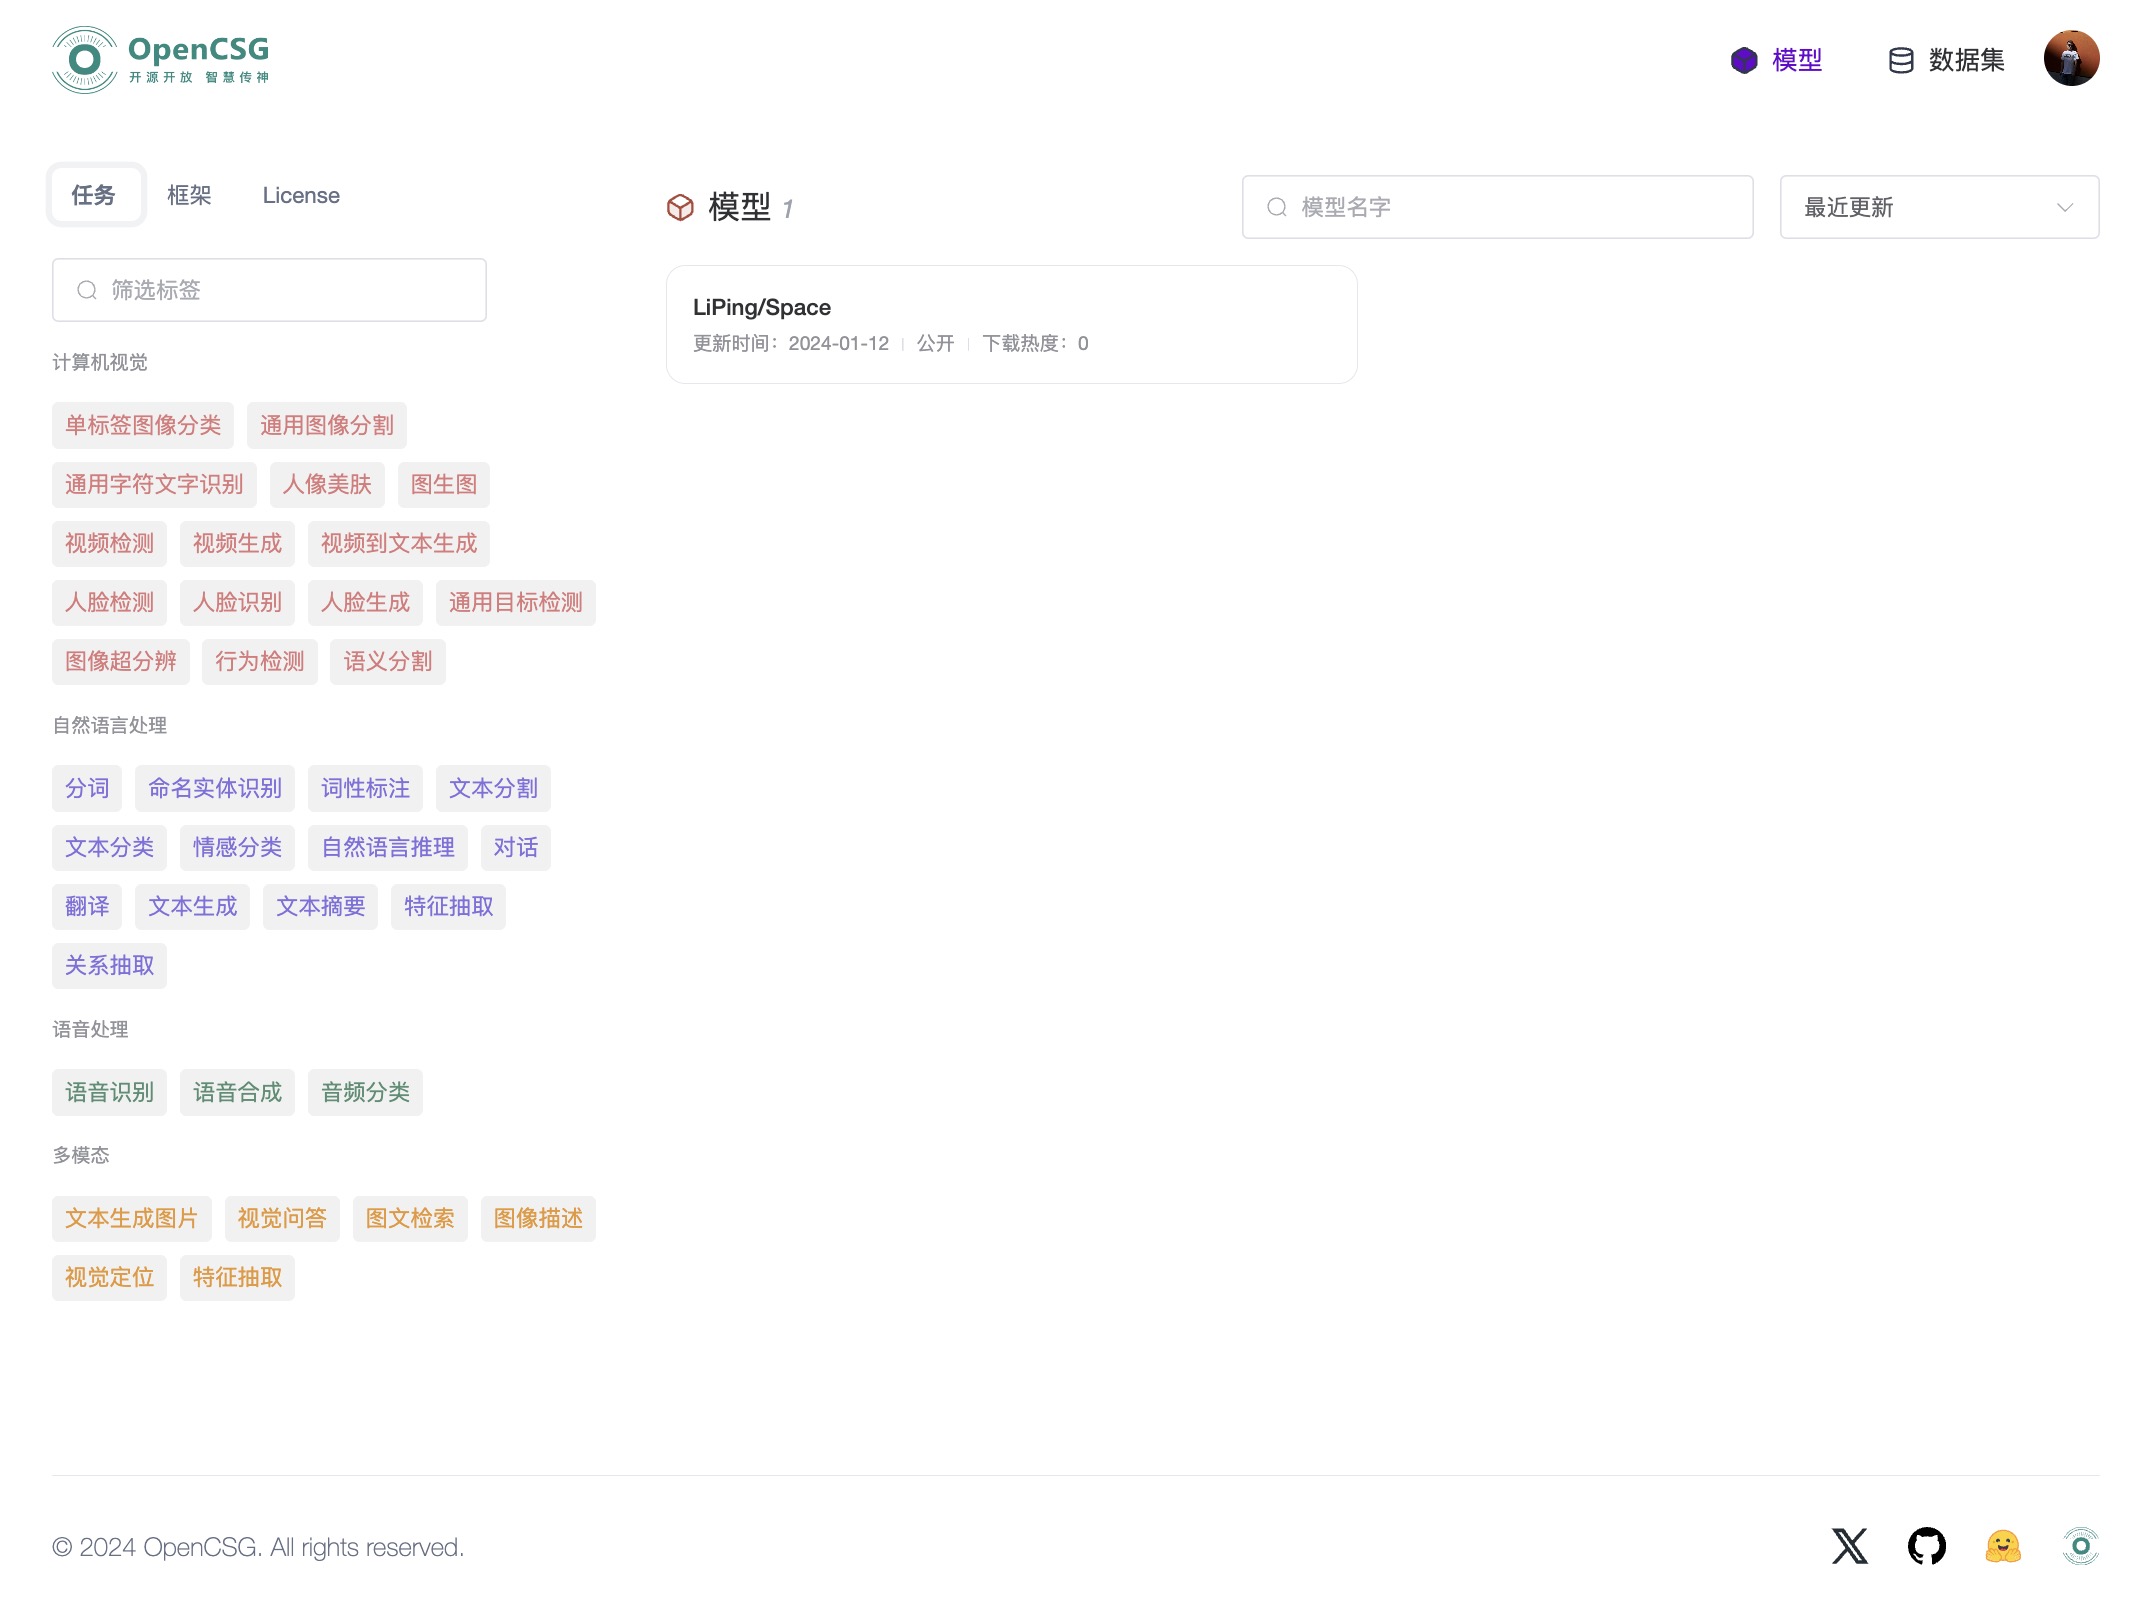 OpenCSG
开源开放 智慧传神
模型 数据集
任务 框架 License
筛选标签
计算机视觉
单标签图像分类 通用图像分割
通用字符文字识别 人像美肤 图生图
视频检测 视频生成 视频到文本生成
人脸检测 人脸识别 人脸生成 通用目标检测
图像超分辨 行为检测 语义分割
自然语言处理
分词 命名实体识别 词性标注 文本分割
文本分类 情感分类 自然语言推理 对话
翻译 文本生成 文本摘要 特征抽取
关系抽取
语音处理
语音识别 语音合成 音频分类
多模态
文本生成图片 视觉问答 图文检索 图像描述
视觉定位 特征抽取
模型 1
模型名字
最近更新
LiPing/Space
更新时间：2024-01-12 公开 下载热度：0
© 2024 OpenCSG. All rights reserved.